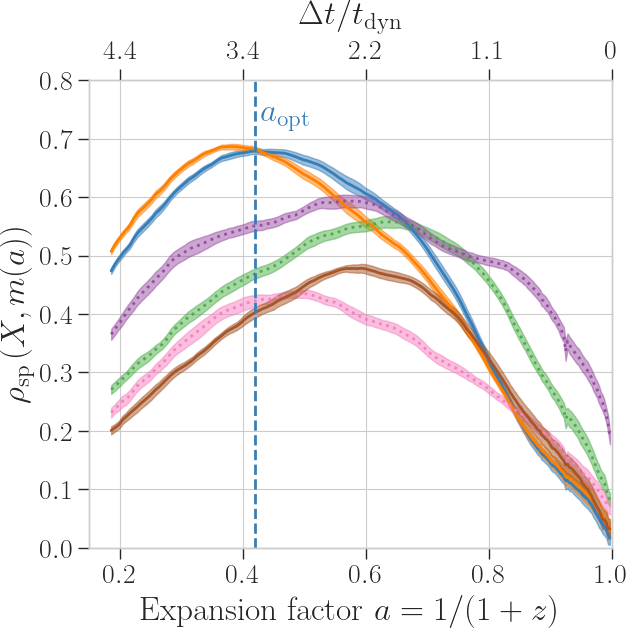 Δt/t_dyn
4.4 3.4 2.2 1.1 0
0.8
a_opt
0.7
0.6
0.5
0.4
0.3
0.2
0.1
0.0
ρ_sp(X, m(a))
0.2 0.4 0.6 0.8 1.0
Expansion factor a = 1/(1 + z)